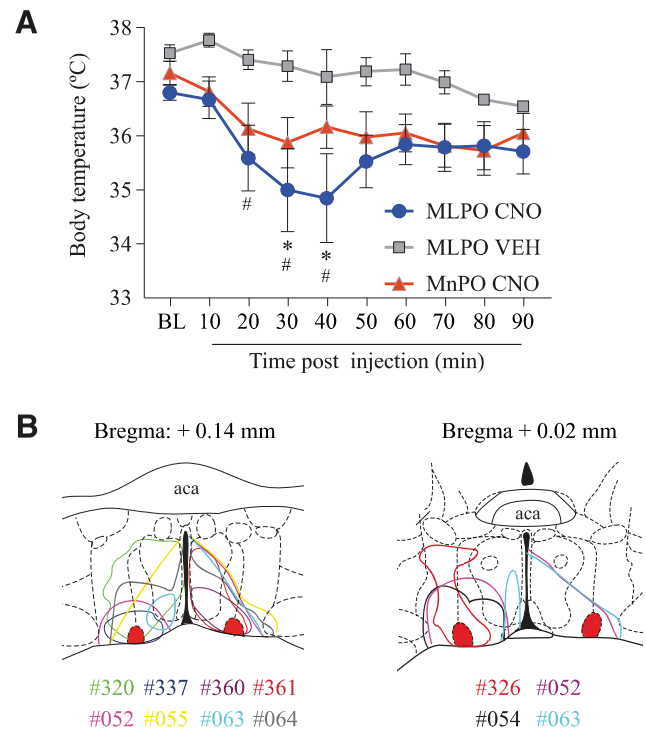 A
Body temperature (ºC)
38
37
36
35
34
33
#
*
#
*
#
MLPO CNO
MLPO VEH
MnPO CNO
BL 10 20 30 40 50 60 70 80 90
Time post injection (min)
B
Bregma: + 0.14 mm
Bregma + 0.02 mm
aca
aca
#320 #337 #360 #361
#052 #055 #063 #064
#326 #052
#054 #063